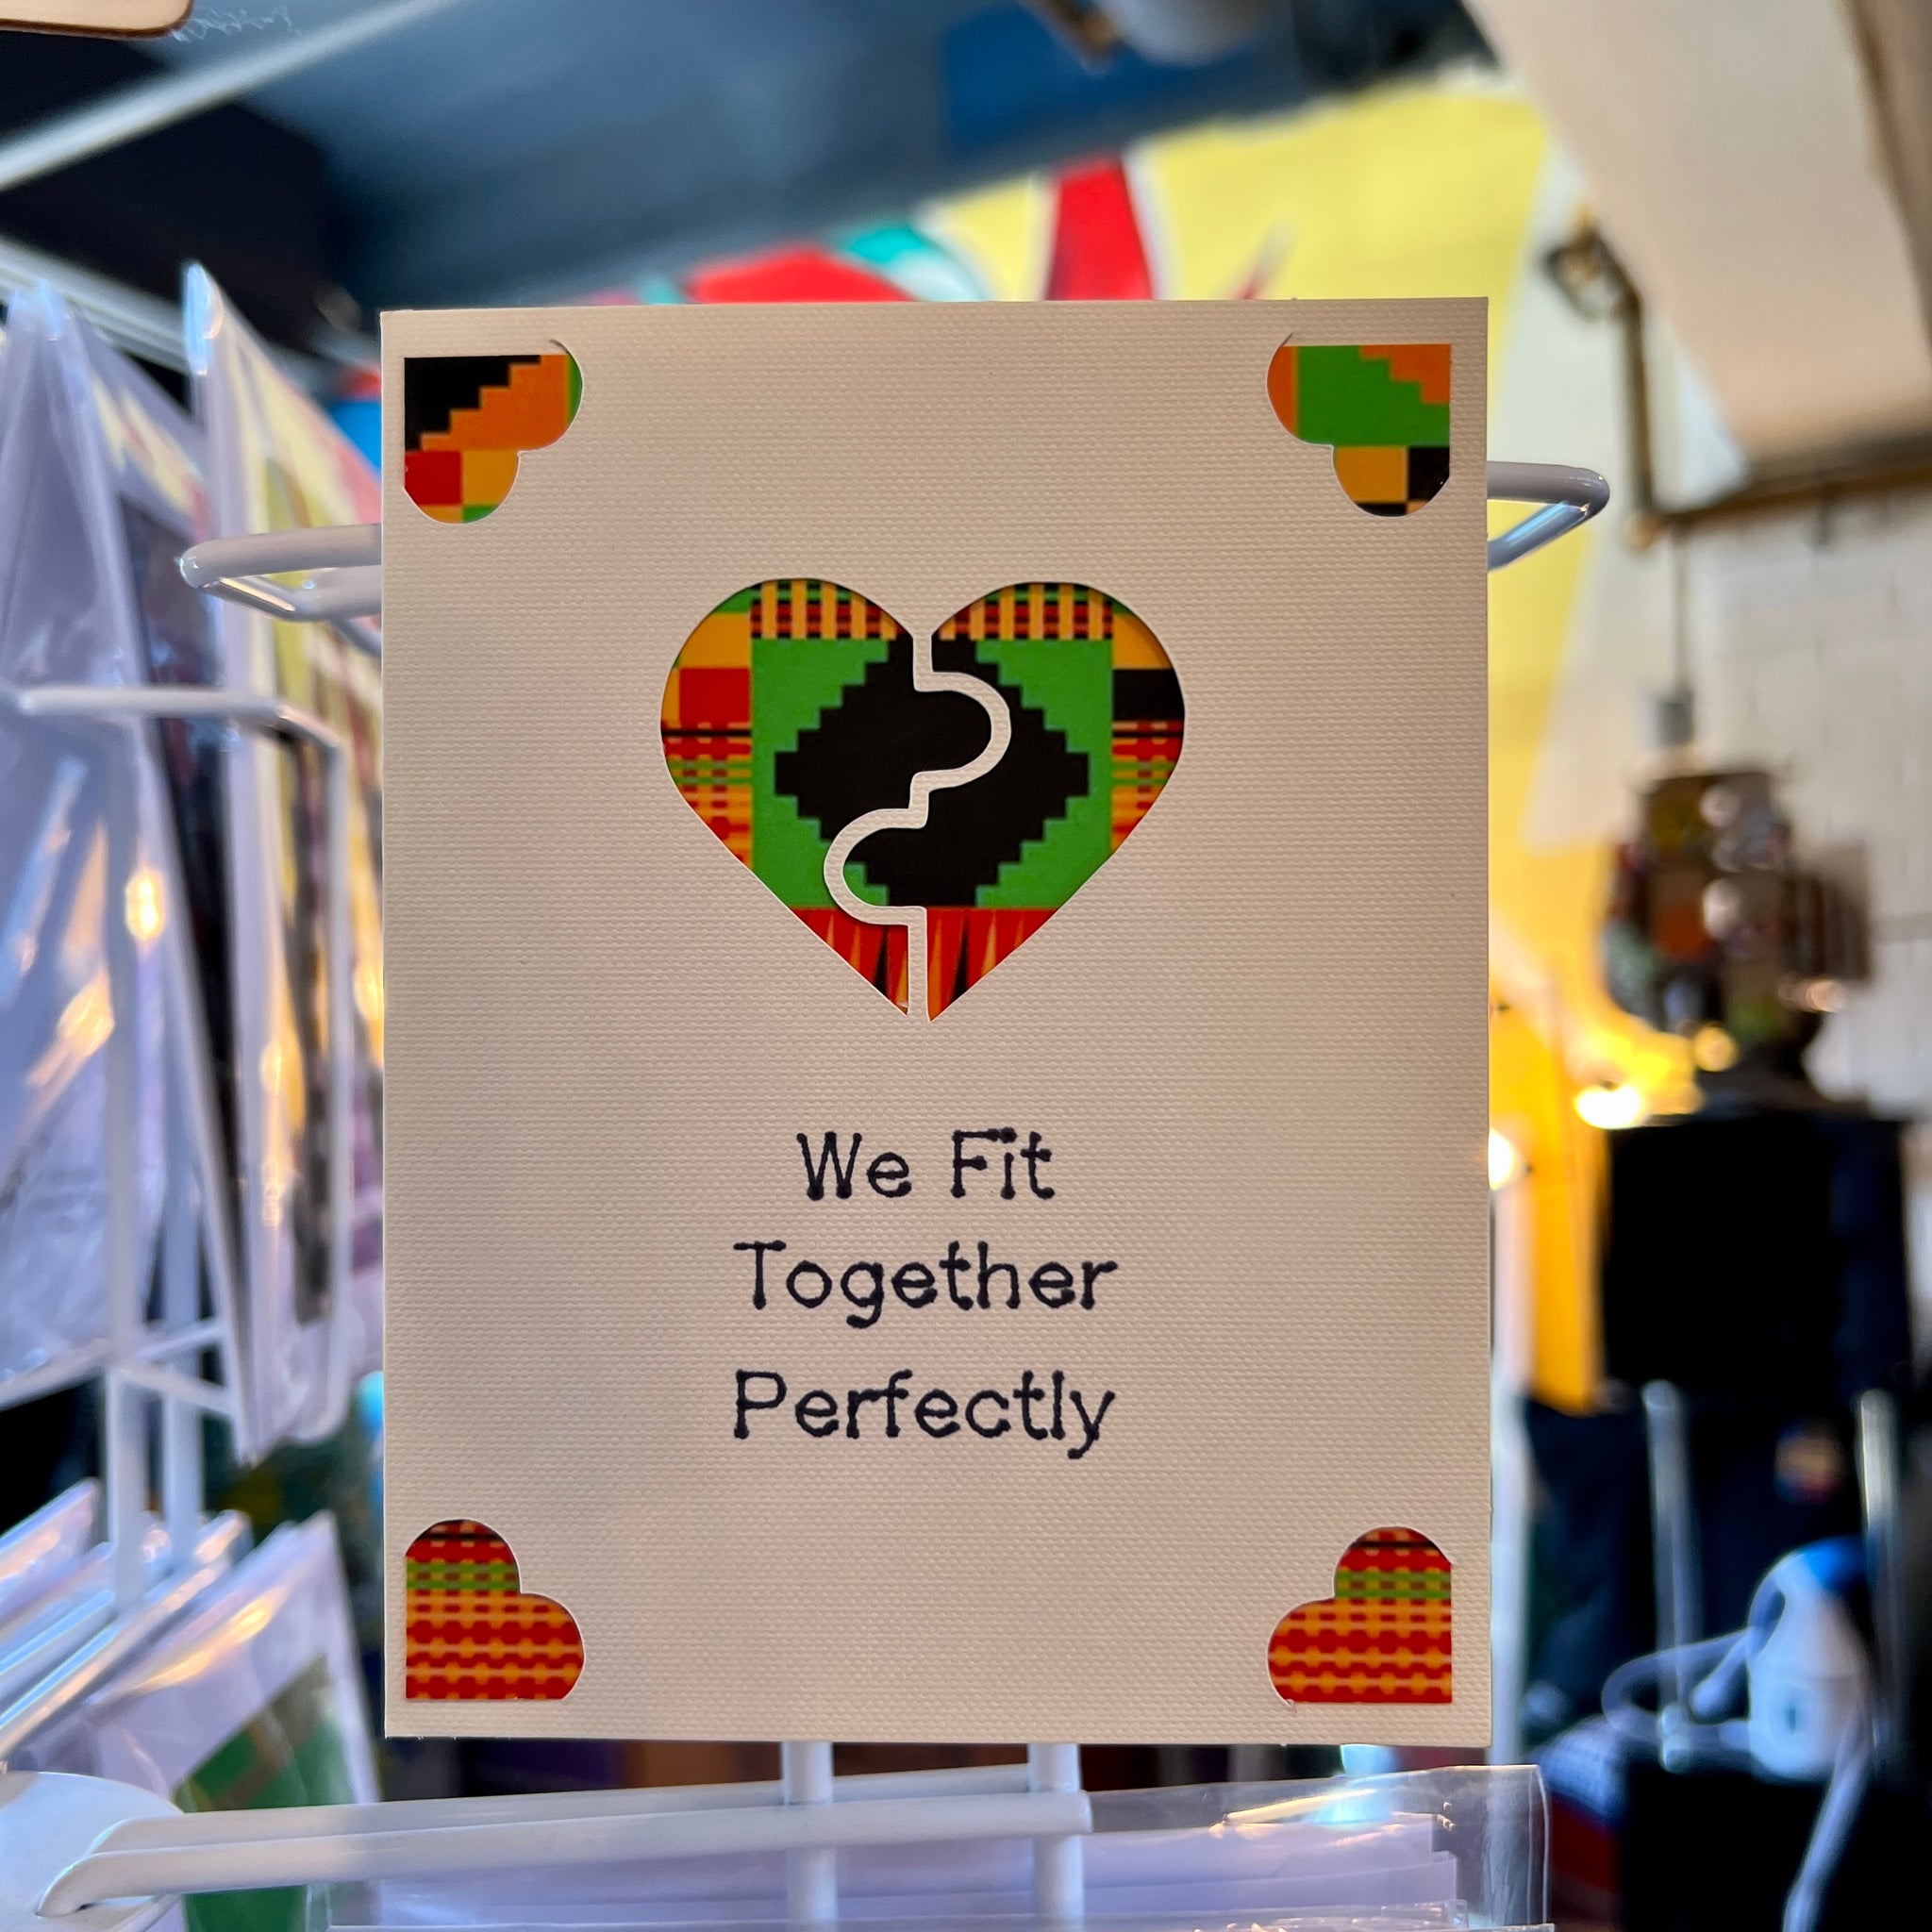 We Fit
Together
Perfectly